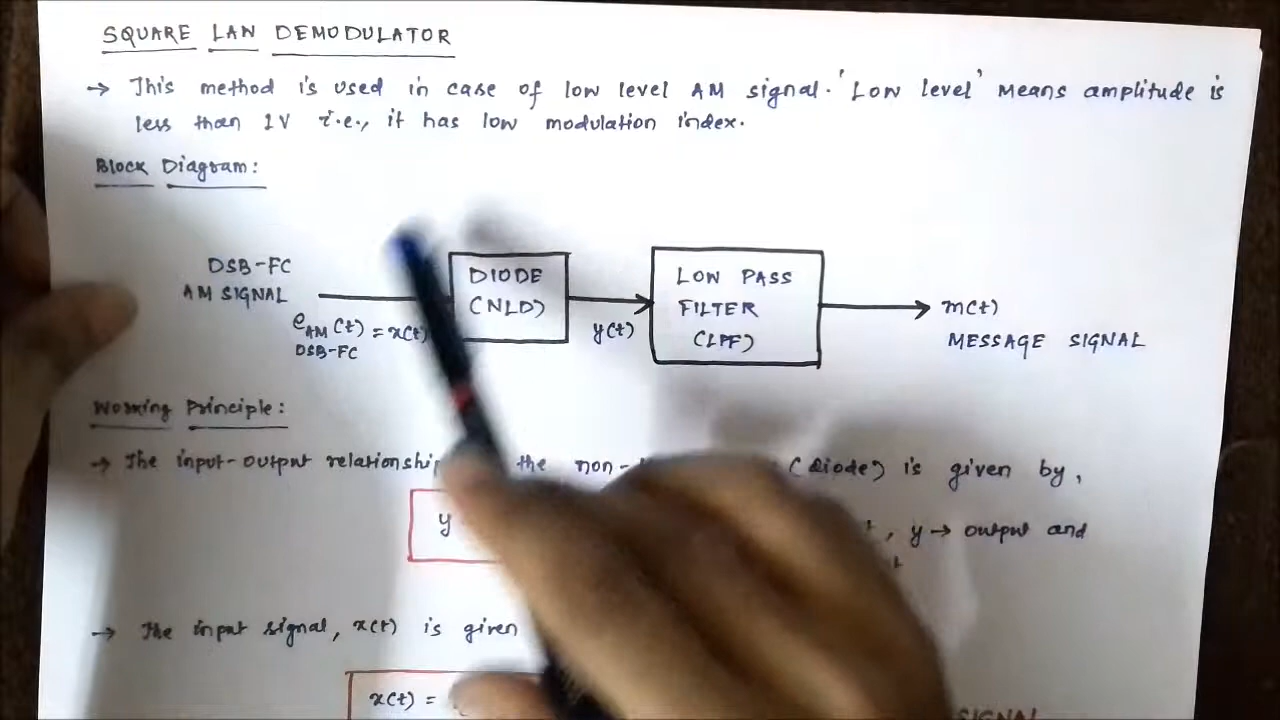 SQUARE LAN DEMODULATOR
→ This method is used in case of low level AM signal. 'Low level' Means amplitude is
less than 1V i.e., it has low modulation index.
Block Diagram:
DSB-FC
AM SIGNAL
e_AM(t) = x(t)
DSB-FC
DIODE
(NLD)
y(t)
LOW PASS
FILTER
(LPF)
m(t)
MESSAGE SIGNAL
Working Principle:
→ The input-output relationship the non- (diode) is given by,
y , y → output and
→ The input signal, x(t) is given
x(t) =
SIGNAL